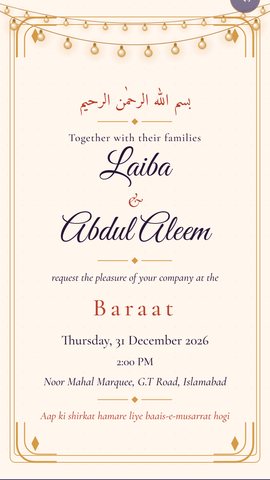 بسم الله الرحمٰن الرحيم
Together with their families
Laiba
&
Abdul Aleem
request the pleasure of your company at the
Baraat
Thursday, 31 December 2026
2:00 PM
Noor Mahal Marquee, G.T Road, Islamabad
Aap ki shirkat hamare liye baais-e-musarrat hogi